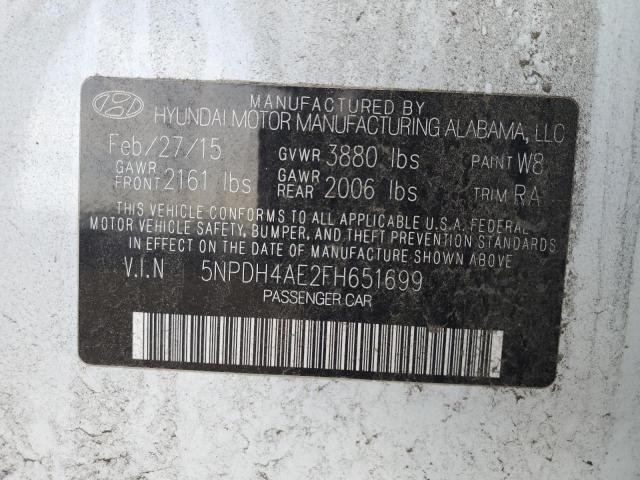 MANUFACTURED BY
HYUNDAI MOTOR MANUFACTURING ALABAMA, LLC
Feb/27/15 GVWR 3880 lbs PAINT W8
GAWR FRONT 2161 lbs GAWR REAR 2006 lbs TRIM RA
THIS VEHICLE CONFORMS TO ALL APPLICABLE U.S.A. FEDERAL
MOTOR VEHICLE SAFETY, BUMPER, AND THEFT PREVENTION STANDARDS
IN EFFECT ON THE DATE OF MANUFACTURE SHOWN ABOVE.
V.I.N 5NPDH4AE2FH651699
PASSENGER CAR